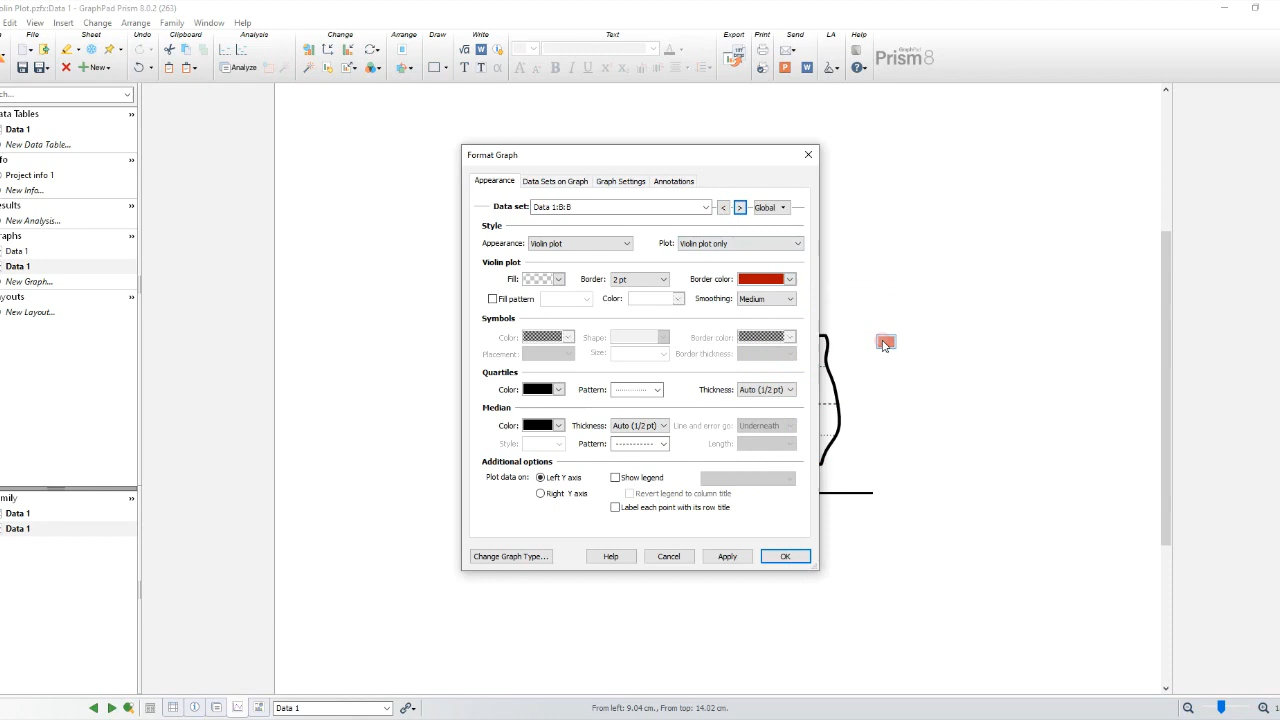 olin Plot.pzfx:Data 1 - GraphPad Prism 8.0.2 (263)
Edit View Insert Change Arrange Family Window Help
File Sheet Undo Clipboard Analysis Change Arrange Draw Write Text Export Print Send LA Help
GraphPad
Prism8
New
Analyze
ch...
ata Tables
Data 1
New Data Table...
fo
Project info 1
New Info...
esults
New Analysis...
raphs
Data 1
Data 1
New Graph...
ayouts
New Layout...
mily
Data 1
Data 1
Format Graph
Appearance Data Sets on Graph Graph Settings Annotations
Data set: Data 1:B:B < > Global
Style
Appearance: Violin plot Plot: Violin plot only
Violin plot
Fill: Border: 2 pt Border color:
Fill pattern Color: Smoothing: Medium
Symbols
Color: Shape: Border color:
Placement: Size: Border thickness:
Quartiles
Color: Pattern: Thickness: Auto (1/2 pt)
Median
Color: Thickness: Auto (1/2 pt) Line and error go: Underneath
Style: Pattern: Length:
Additional options
Plot data on: Left Y axis Show legend
Right Y axis Revert legend to column title
Label each point with its row title
Change Graph Type... Help Cancel Apply OK
Data 1
From left: 9.04 cm., From top: 14.02 cm.